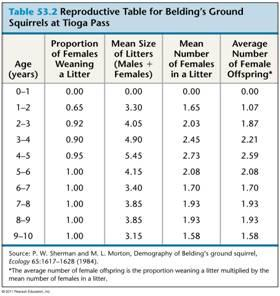 Table 53.2 Reproductive Table for Belding's Ground
Squirrels at Tioga Pass
Age
(years)
Proportion
of Females
Weaning
a Litter
Mean Size
of Litters
(Males +
Females)
Mean
Number
of Females
in a Litter
Average
Number
of Female
Offspring*
0–1 0.00 0.00 0.00 0.00
1–2 0.65 3.30 1.65 1.07
2–3 0.92 4.05 2.03 1.87
3–4 0.90 4.90 2.45 2.21
4–5 0.95 5.45 2.73 2.59
5–6 1.00 4.15 2.08 2.08
6–7 1.00 3.40 1.70 1.70
7–8 1.00 3.85 1.93 1.93
8–9 1.00 3.85 1.93 1.93
9–10 1.00 3.15 1.58 1.58
Source: P. W. Sherman and M. L. Morton, Demography of Belding's ground squirrel,
Ecology 65:1617–1628 (1984).
*The average number of female offspring is the proportion weaning a litter multiplied by the
mean number of females in a litter.
© 2011 Pearson Education, Inc.